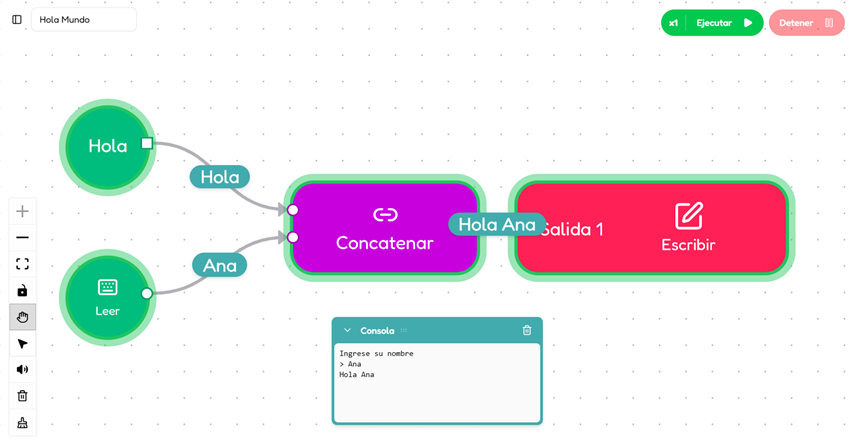 Hola Mundo
x1 Ejecutar
Detener
Hola
Hola
Ana
Leer
Concatenar
Hola Ana
Salida 1
Escribir
Consola
Ingrese su nombre
> Ana
Hola Ana